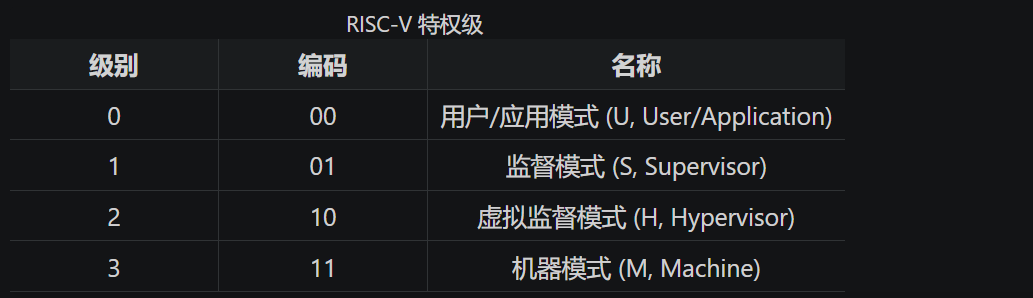 RISC-V 特权级
级别 编码 名称
0 00 用户/应用模式 (U, User/Application)
1 01 监督模式 (S, Supervisor)
2 10 虚拟监督模式 (H, Hypervisor)
3 11 机器模式 (M, Machine)